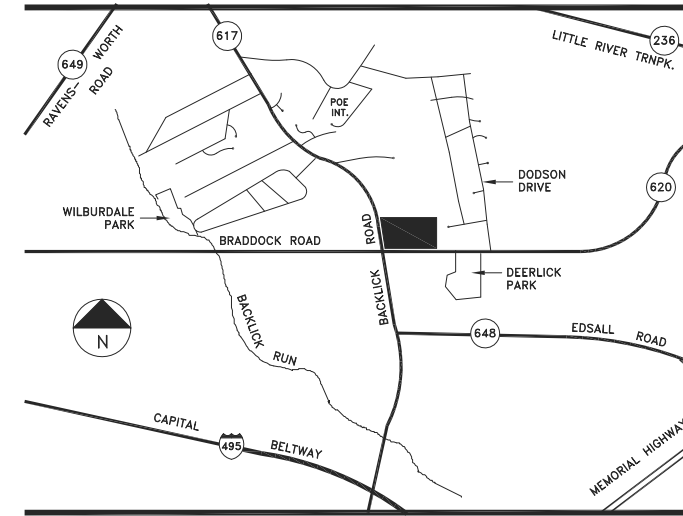 617
236
LITTLE RIVER TRNPK.
649
RAVENS- WORTH
ROAD
POE
INT.
DODSON
DRIVE
620
WILBURDALE
PARK
BRADDOCK ROAD
BACKLICK ROAD
DEERLICK
PARK
N
BACKLICK RUN
648
EDSALL ROAD
CAPITAL
495
BELTWAY
MEMORIAL HIGHWAY